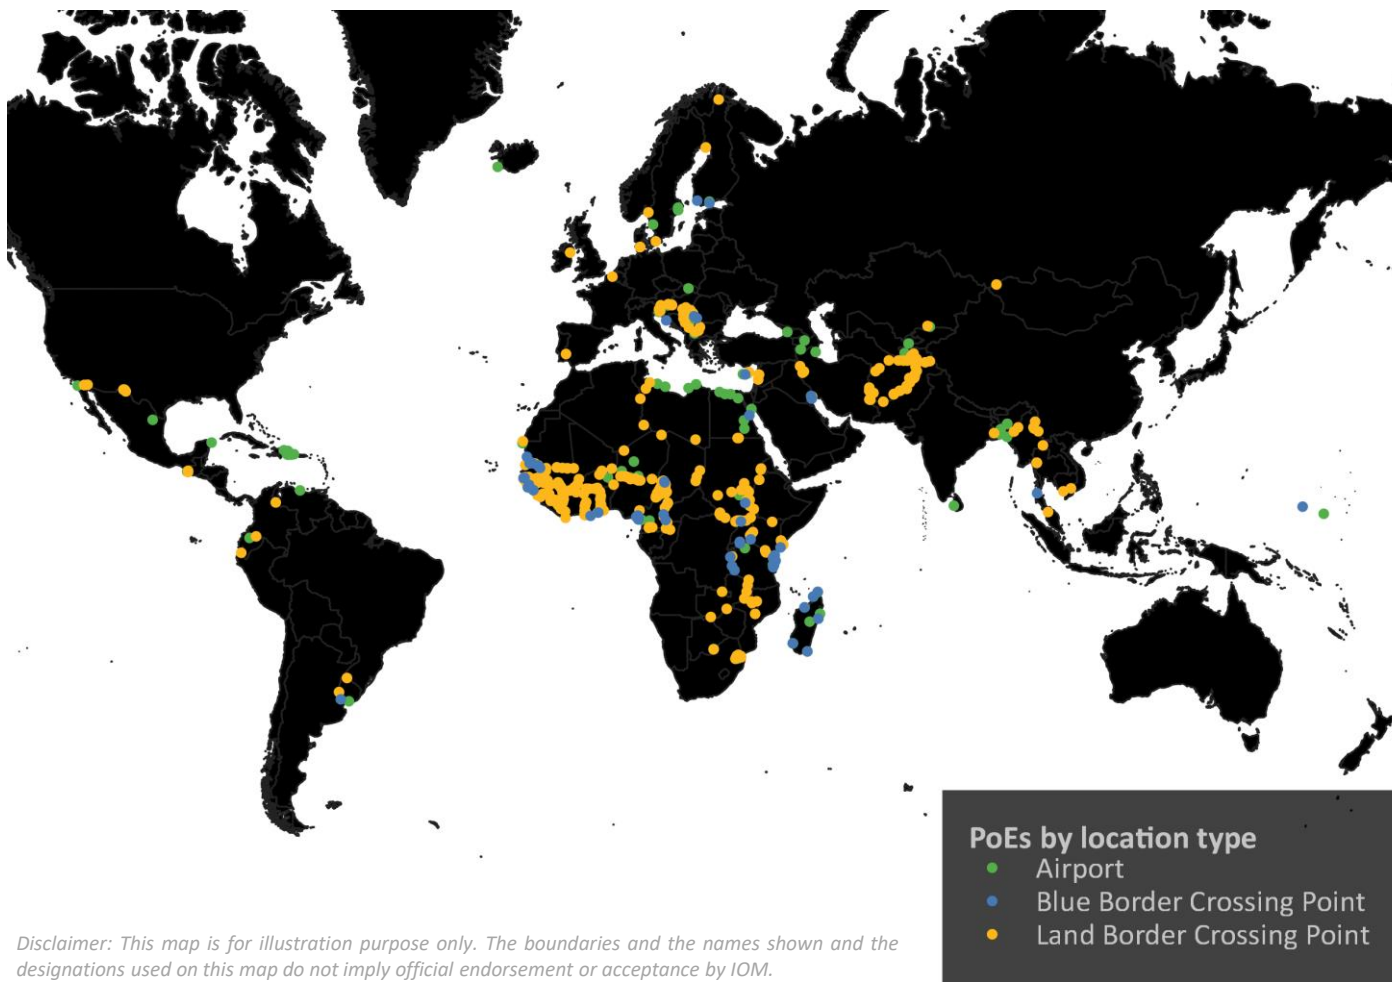 PoEs by location type
Airport
Blue Border Crossing Point
Land Border Crossing Point
Disclaimer: This map is for illustration purpose only. The boundaries and the names shown and the
designations used on this map do not imply official endorsement or acceptance by IOM.